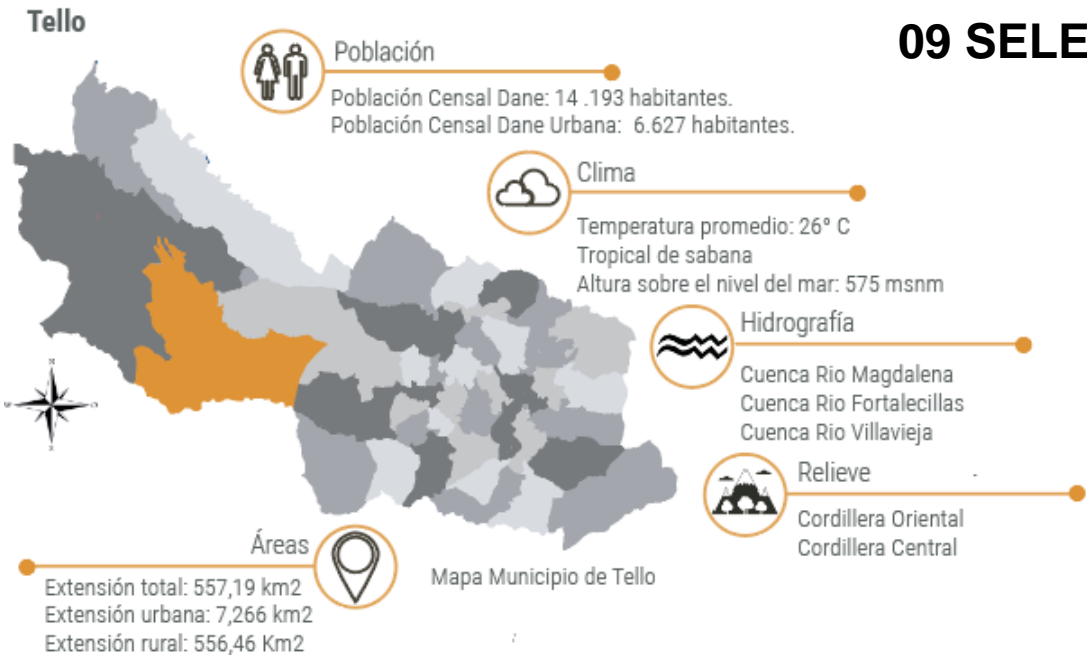 Tello
09 SELE
Población
Población Censal Dane: 14 .193 habitantes.
Población Censal Dane Urbana: 6.627 habitantes.
Clima
Temperatura promedio: 26º C
Tropical de sabana
Altura sobre el nivel del mar: 575 msnm
Hidrografía
Cuenca Rio Magdalena
Cuenca Rio Fortalecillas
Cuenca Rio Villavieja
Relieve
Cordillera Oriental
Cordillera Central
Áreas
Extensión total: 557,19 km2
Extensión urbana: 7,266 km2
Extensión rural: 556,46 Km2
Mapa Municipio de Tello